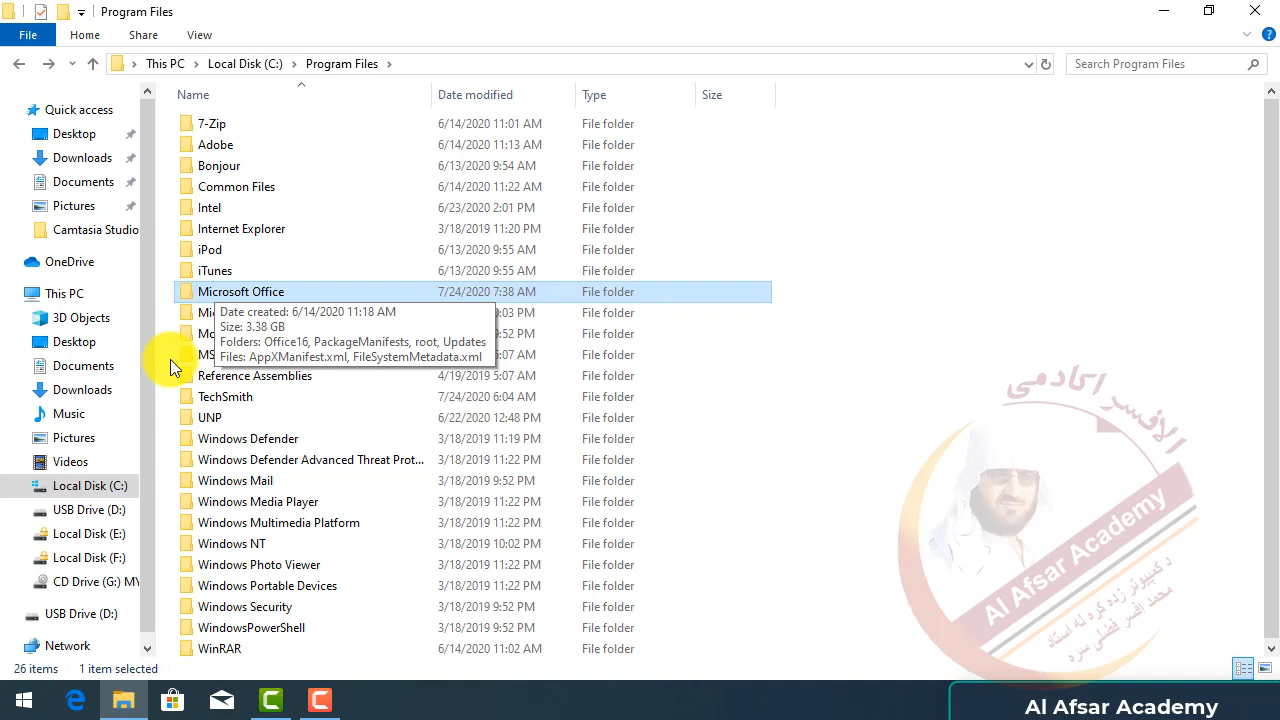 Program Files
File
Home
Share
View
This PC
Local Disk (C:)
Program Files
Search Program Files
Name
Date modified
Type
Size
Quick access
Desktop
Downloads
Documents
Pictures
Camtasia Studio
OneDrive
This PC
3D Objects
Desktop
Documents
Downloads
Music
Pictures
Videos
Local Disk (C:)
USB Drive (D:)
Local Disk (E:)
Local Disk (F:)
CD Drive (G:) MY
USB Drive (D:)
Network
7-Zip 6/14/2020 11:01 AM File folder
Adobe 6/14/2020 11:13 AM File folder
Bonjour 6/13/2020 9:54 AM File folder
Common Files 6/14/2020 11:22 AM File folder
Intel 6/23/2020 2:01 PM File folder
Internet Explorer 3/18/2019 11:20 PM File folder
iPod 6/13/2020 9:55 AM File folder
iTunes 6/13/2020 9:55 AM File folder
Microsoft Office 7/24/2020 7:38 AM File folder
File folder
File folder
File folder
Date created: 6/14/2020 11:18 AM
Size: 3.38 GB
Folders: Office16, PackageManifests, root, Updates
Files: AppXManifest.xml, FileSystemMetadata.xml
Reference Assemblies 4/19/2019 5:07 AM File folder
TechSmith 7/24/2020 6:04 AM File folder
UNP 6/22/2020 12:48 PM File folder
Windows Defender 3/18/2019 11:19 PM File folder
Windows Defender Advanced Threat Prot... 3/18/2019 11:22 PM File folder
Windows Mail 3/18/2019 9:52 PM File folder
Windows Media Player 3/18/2019 11:22 PM File folder
Windows Multimedia Platform 3/18/2019 11:22 PM File folder
Windows NT 3/18/2019 10:02 PM File folder
Windows Photo Viewer 3/18/2019 11:22 PM File folder
Windows Portable Devices 3/18/2019 11:22 PM File folder
Windows Security 3/18/2019 9:52 PM File folder
WindowsPowerShell 3/18/2019 9:52 PM File folder
WinRAR 6/14/2020 11:02 AM File folder
26 items
1 item selected
الافسر اکادمی
Al Afsar Academy
د کمپیوټر زده کړه له استاد
محمد افسر فضلي سره
Al Afsar Academy